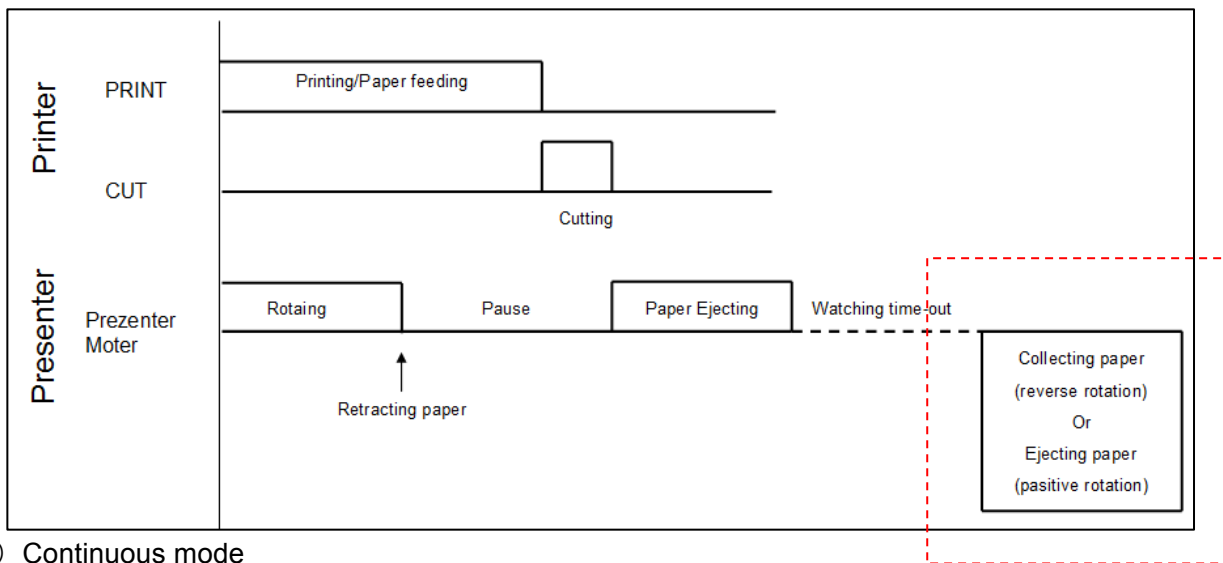 Printer
PRINT
Printing/Paper feeding
CUT
Cutting
Presenter
Prezenter
Moter
Rotaing
Pause
Paper Ejecting
Watching time-out
Retracting paper
Collecting paper
(reverse rotation)
Or
Ejecting paper
(pasitive rotation)
) Continuous mode